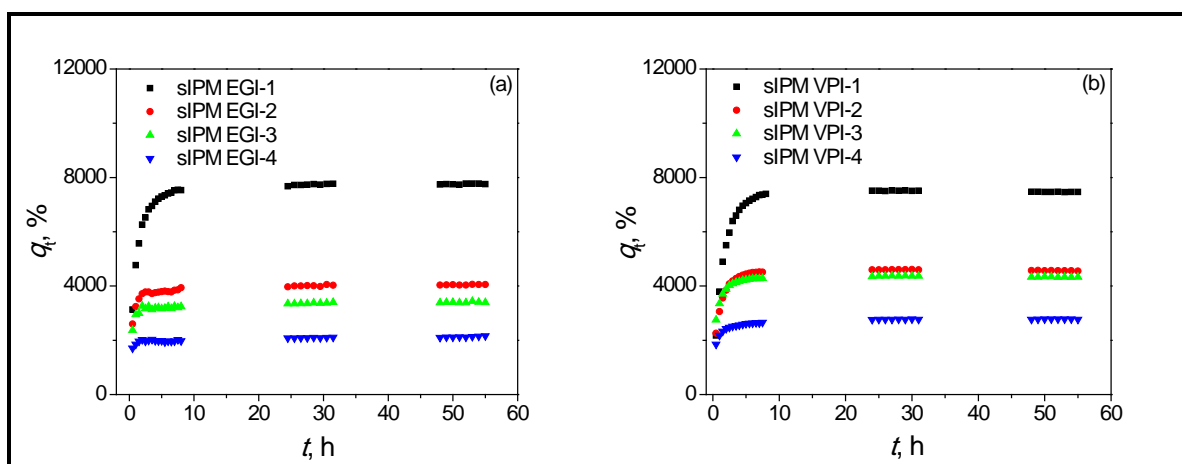 (a)
sIPM EGI-1
sIPM EGI-2
sIPM EGI-3
sIPM EGI-4
12000
8000
4000
0
qt, %
0 10 20 30 40 50 60
t, h
(b)
sIPM VPI-1
sIPM VPI-2
sIPM VPI-3
sIPM VPI-4
12000
8000
4000
0
qt, %
0 10 20 30 40 50 60
t, h